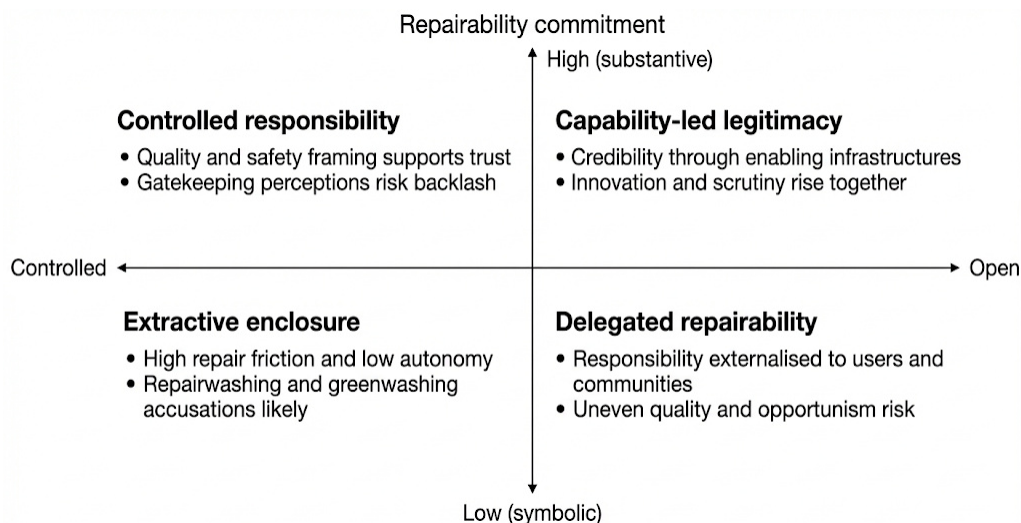 Repairability commitment
High (substantive)
Controlled responsibility
• Quality and safety framing supports trust
• Gatekeeping perceptions risk backlash
Capability-led legitimacy
• Credibility through enabling infrastructures
• Innovation and scrutiny rise together
Controlled
Open
Extractive enclosure
• High repair friction and low autonomy
• Repairwashing and greenwashing
accusations likely
Delegated repairability
• Responsibility externalised to users and
communities
• Uneven quality and opportunism risk
Low (symbolic)